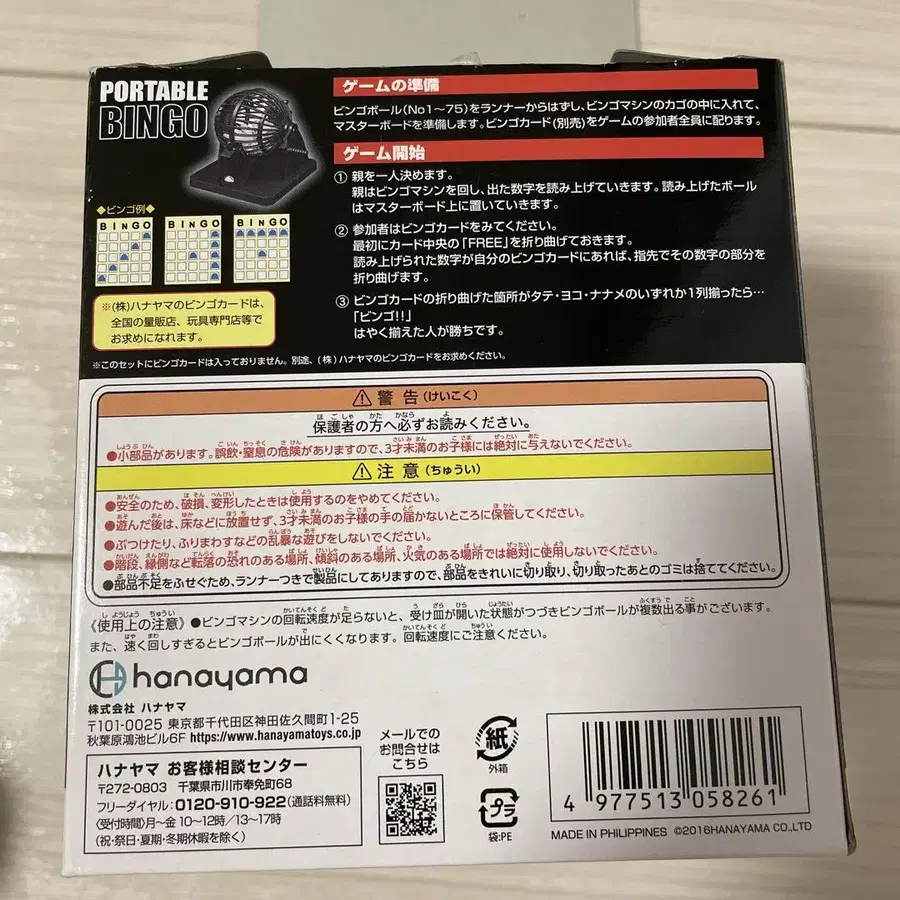 PORTABLE
BINGO
ゲームの準備
ビンゴボール(No1～75)をランナーからはずし、ビンゴマシンのカゴの中に入れて、
マスターボードを準備します。ビンゴカード(別売)をゲームの参加者全員に配ります。
ゲーム開始
① 親を一人決めます。
親はビンゴマシンを回し、出た数字を読み上げていきます。読み上げたボール
はマスターボード上に置いていきます。
② 参加者はビンゴカードをみてください。
最初にカード中央の「FREE」を折り曲げておきます。
読み上げられた数字が自分のビンゴカードにあれば、指先でその数字の部分を
折り曲げます。
③ ビンゴカードの折り曲げた箇所がタテ・ヨコ・ナナメのいずれか1列揃ったら…
「ビンゴ!!」
はやく揃えた人が勝ちです。
◆ビンゴ例◆
BINGO BINGO BINGO
※(株)ハナヤマのビンゴカードは、
全国の量販店、玩具専門店等で
お求めになれます。
※このセットにビンゴカードは入っておりません。別途、(株)ハナヤマのビンゴカードをお求めください。
⚠ 警告(けいこく)
保護者の方へ必ずお読みください。
●小部品があります。誤飲・窒息の危険がありますので、3才未満のお子様には絶対に与えないでください。
⚠ 注意(ちゅうい)
●安全のため、破損、変形したときは使用するのをやめてください。
●遊んだ後は、床などに放置せず、3才未満のお子様の手の届かないところに保管してください。
●ぶつけたり、ふりまわすなどの乱暴な遊びをしないでください。
●階段、縁側など転落の恐れのある場所、傾斜のある場所、火気のある場所では絶対に使用しないでください。
●部品不足をふせぐため、ランナーつきで製品にしてありますので、部品をきれいに切り取り、切り取ったあとのゴミは捨ててください。
《使用上の注意》●ビンゴマシンの回転速度が足らないと、受け皿が開いた状態がつづきビンゴボールが複数出る事がございます。
また、速く回しすぎるとビンゴボールが出にくくなります。回転速度にご注意ください。
hanayama
株式会社 ハナヤマ
〒101-0025 東京都千代田区神田佐久間町1-25
秋葉原鴻池ビル6F https://www.hanayamatoys.co.jp
ハナヤマ お客様相談センター
〒272-0803 千葉県市川市奉免町68
フリーダイヤル:0120-910-922(通話料無料)
(受付時間)月～金 10～12時/13～17時
(祝・祭日・夏期・冬期休暇を除く)
メールでの
お問合せは
こちら
紙
外箱
プラ
袋:PE
4 977513 058261
MADE IN PHILIPPINES ©2016HANAYAMA CO.,LTD